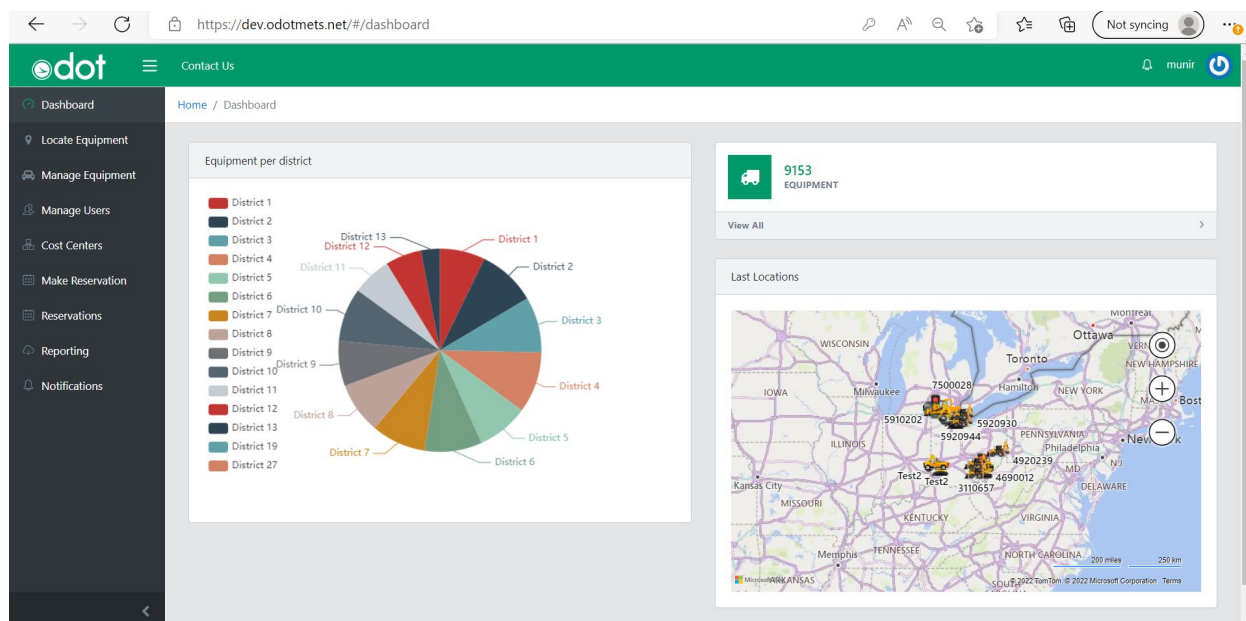 https://dev.odotmets.net/#/dashboard
Not syncing
odot
Contact Us
munir
Dashboard
Locate Equipment
Manage Equipment
Manage Users
Cost Centers
Make Reservation
Reservations
Reporting
Notifications
Home / Dashboard
Equipment per district
District 1
District 2
District 3
District 4
District 5
District 6
District 7
District 8
District 9
District 10
District 11
District 12
District 13
District 19
District 27
District 13
District 12
District 11
District 10
District 9
District 8
District 7
District 1
District 2
District 3
District 4
District 5
District 6
9153
EQUIPMENT
View All
Last Locations
Montreal
Ottawa
WISCONSIN
Toronto
NEW HAMPSHIRE
IOWA
Milwaukee
7500028
Hamilton
NEW YORK
Bost
5910202
5920930
5920944
ILLINOIS
PENNSYLVANIA
Philadelphia
4920239
MD
NJ
Test2
Test2
3110657
4690012
Kansas City
DELAWARE
MISSOURI
KENTUCKY
VIRGINIA
Memphis
TENNESSEE
NORTH CAROLINA
200 miles
250 km
Microsoft
ARKANSAS
© 2022 TomTom, © 2022 Microsoft Corporation Terms